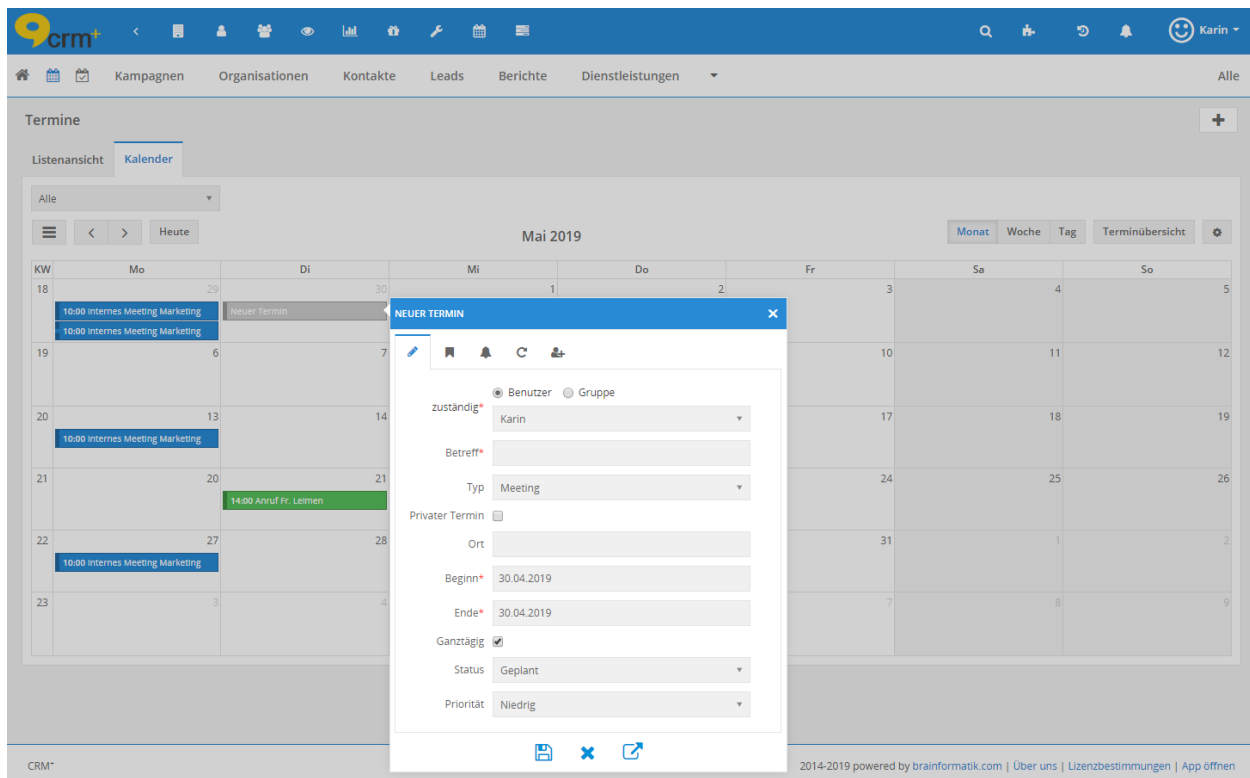 crm+ Karin
Kampagnen Organisationen Kontakte Leads Berichte Dienstleistungen Alle
Termine
Listenansicht Kalender
Alle
Heute Mai 2019 Monat Woche Tag Terminübersicht
KW Mo Di Mi Do Fr Sa So
18 29 30 1 2 3 4 5
10:00 Internes Meeting Marketing Neuer Termin
10:00 Internes Meeting Marketing
19 6 7 10 11 12
20 13 14 17 18 19
10:00 Internes Meeting Marketing
21 20 21 24 25 26
14:00 Anruf Fr. Leimen
22 27 28 31 1 2
10:00 Internes Meeting Marketing
23 3 4 7 8 9
NEUER TERMIN
Benutzer Gruppe
zuständig* Karin
Betreff*
Typ Meeting
Privater Termin
Ort
Beginn* 30.04.2019
Ende* 30.04.2019
Ganztägig
Status Geplant
Priorität Niedrig
CRM+ 2014-2019 powered by brainformatik.com | Über uns | Lizenzbestimmungen | App öffnen